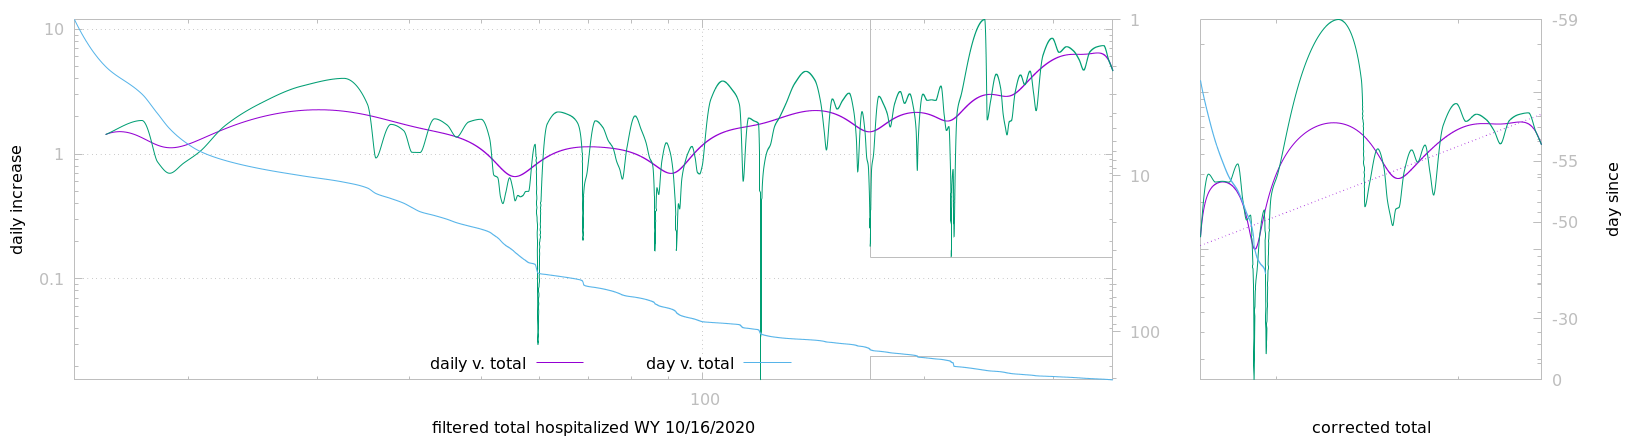 10
1
0.1
daily increase
1
10
100
daily v. total
day v. total
100
filtered total hospitalized WY 10/16/2020
-59
-55
-50
-30
0
day since
corrected total